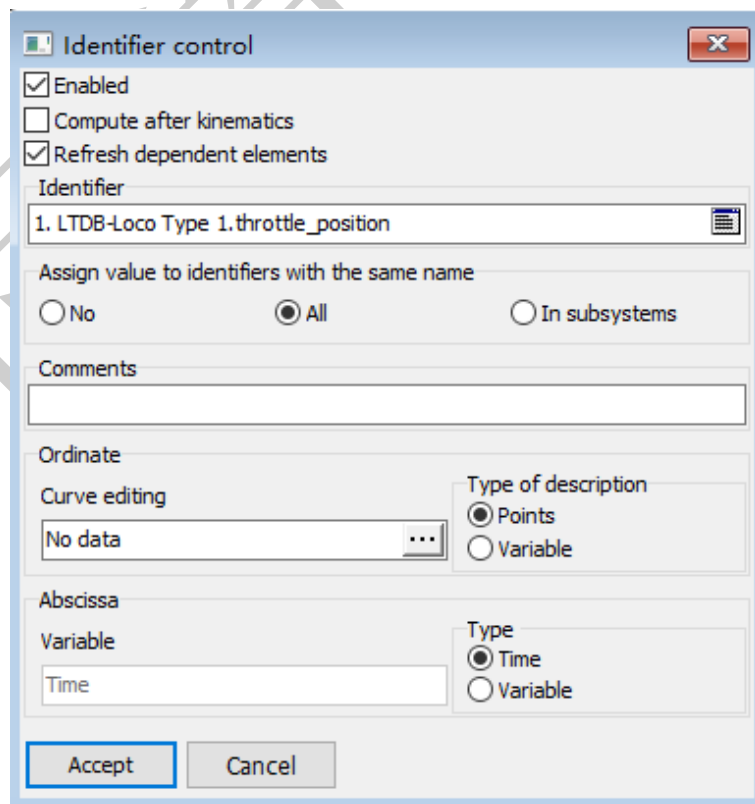 Identifier control
Enabled
Compute after kinematics
Refresh dependent elements
Identifier
1. LTDB-Loco Type 1.throttle_position
Assign value to identifiers with the same name
No All In subsystems
Comments
Ordinate
Curve editing
Type of description
No data ...
Points
Variable
Abscissa
Variable
Type
Time
Time
Variable
Accept Cancel